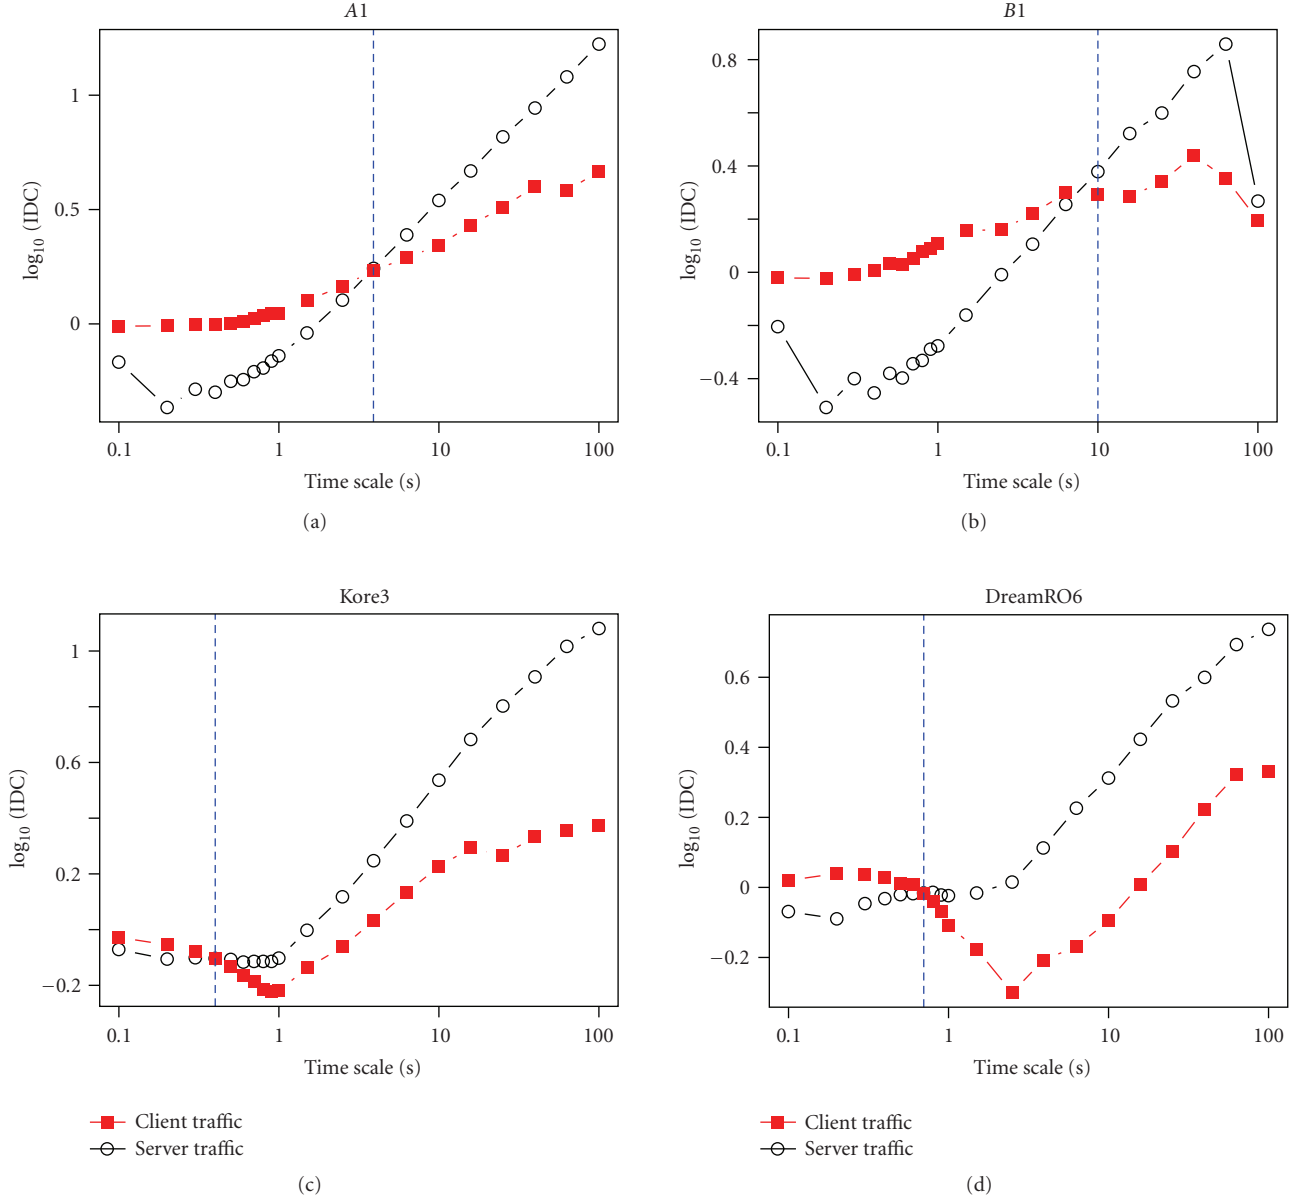 A1
log10 (IDC)
1
0.5
0
0.1 1 10 100
Time scale (s)
(a)
B1
log10 (IDC)
0.8
0.4
0
−0.4
0.1 1 10 100
Time scale (s)
(b)
Kore3
log10 (IDC)
1
0.6
0.2
−0.2
0.1 1 10 100
Time scale (s)
Client traffic
Server traffic
(c)
DreamRO6
log10 (IDC)
0.6
0.4
0.2
0
−0.2
0.1 1 10 100
Time scale (s)
Client traffic
Server traffic
(d)